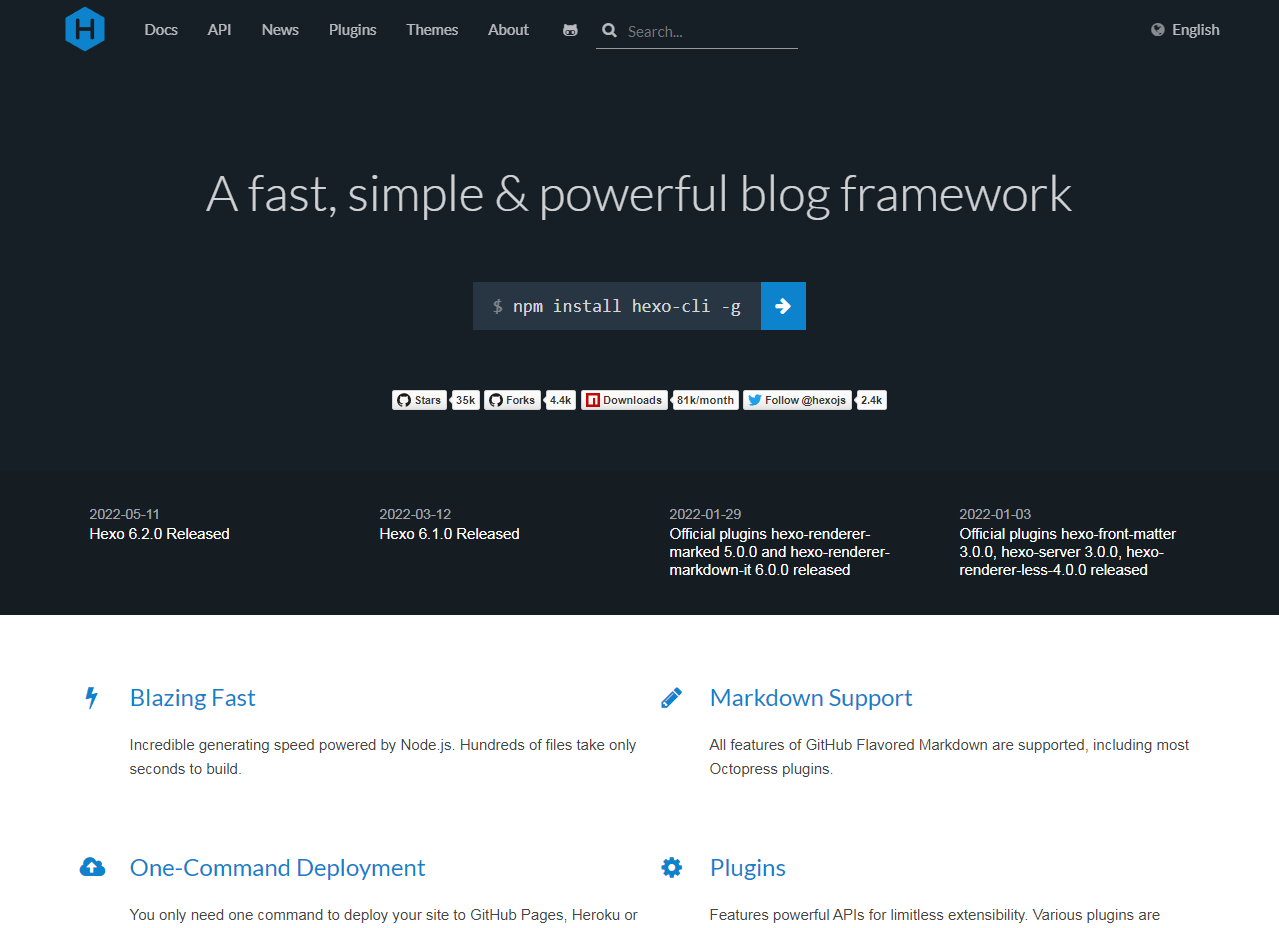 H Docs API News Plugins Themes About Search... English
A fast, simple & powerful blog framework
$ npm install hexo-cli -g
Stars 35k Forks 4.4k Downloads 81k/month Follow @hexojs 2.4k
2022-05-11
Hexo 6.2.0 Released
2022-03-12
Hexo 6.1.0 Released
2022-01-29
Official plugins hexo-renderer-
marked 5.0.0 and hexo-renderer-
markdown-it 6.0.0 released
2022-01-03
Official plugins hexo-front-matter
3.0.0, hexo-server 3.0.0, hexo-
renderer-less-4.0.0 released
Blazing Fast
Incredible generating speed powered by Node.js. Hundreds of files take only
seconds to build.
Markdown Support
All features of GitHub Flavored Markdown are supported, including most
Octopress plugins.
One-Command Deployment
You only need one command to deploy your site to GitHub Pages, Heroku or
Plugins
Features powerful APIs for limitless extensibility. Various plugins are